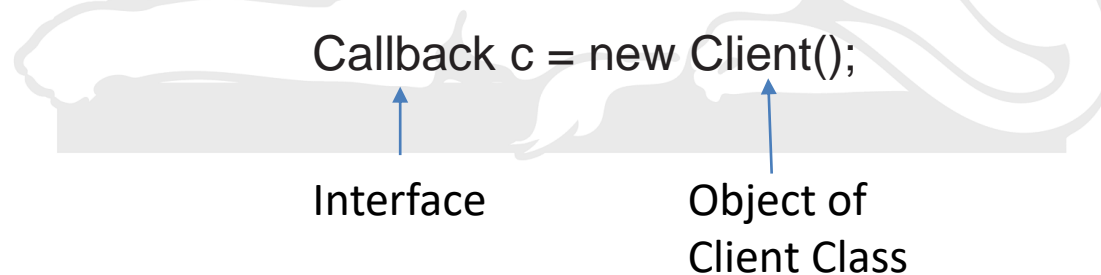 Callback c = new Client();
Interface
Object of
Client Class